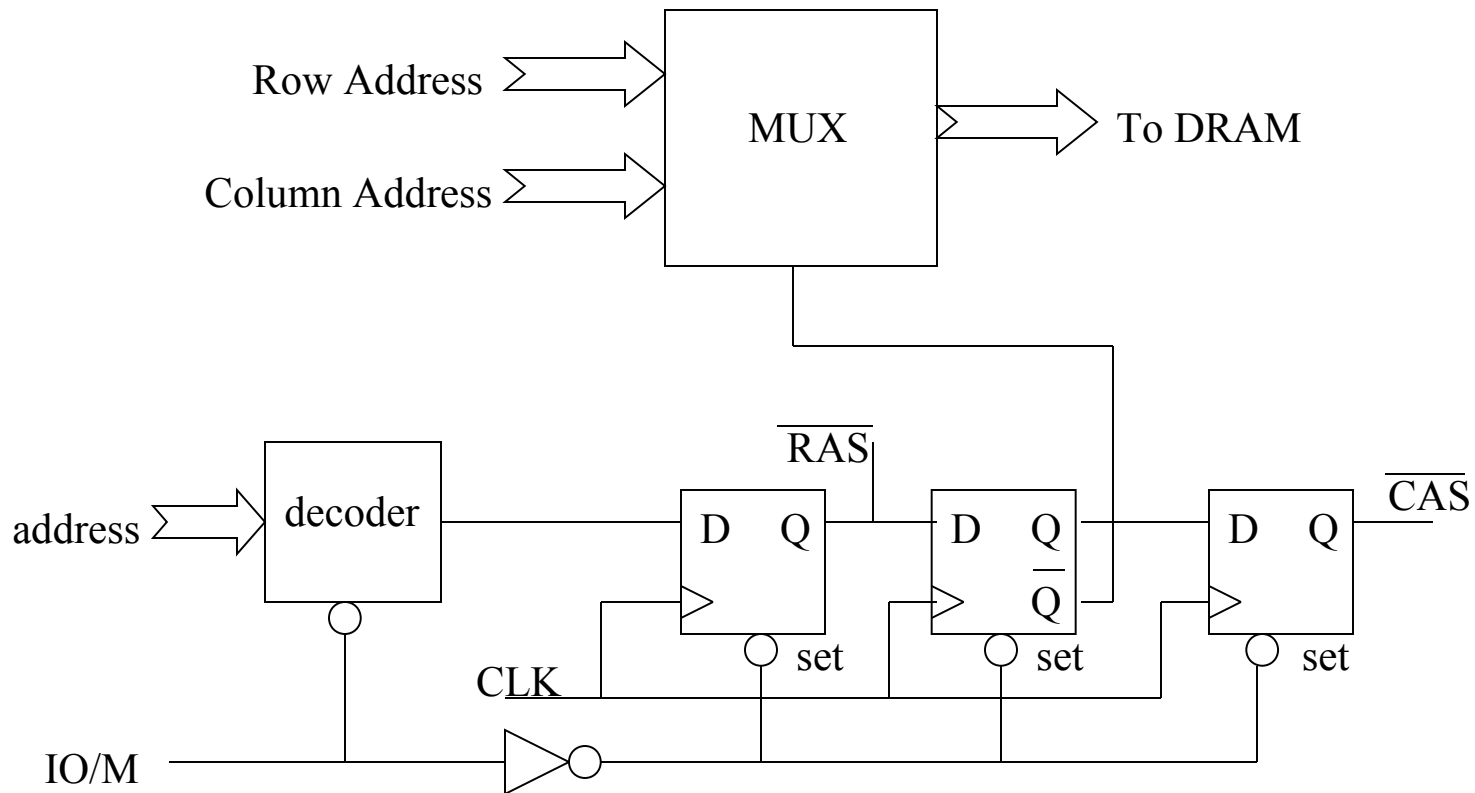 Row Address
MUX
To DRAM
Column Address
RAS
CAS
address
decoder
D Q
D Q
D Q
Q
set
set
set
CLK
IO/M